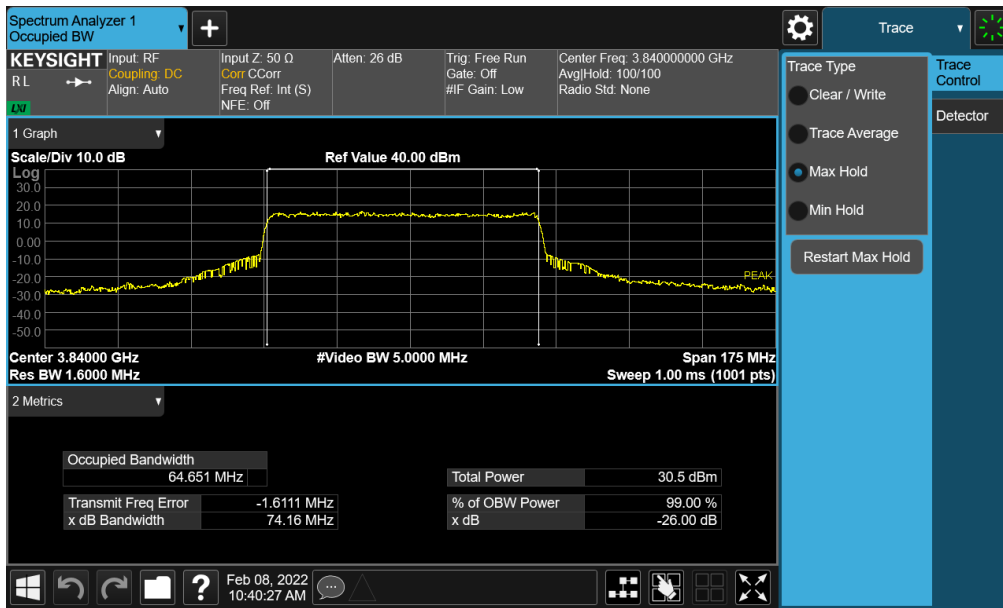 Spectrum Analyzer 1
Occupied BW
+
Trace
KEYSIGHT
R L
LXI
Input: RF
Coupling: DC
Align: Auto
Input Z: 50 Ω
Corr CCorr
Freq Ref: Int (S)
NFE: Off
Atten: 26 dB
Trig: Free Run
Gate: Off
#IF Gain: Low
Center Freq: 3.840000000 GHz
Avg|Hold: 100/100
Radio Std: None
Trace Type
Clear / Write
Trace Average
Max Hold
Min Hold
Restart Max Hold
Trace
Control
Detector
1 Graph
Scale/Div 10.0 dB
Ref Value 40.00 dBm
Log
30.0
20.0
10.0
0.00
-10.0
-20.0
-30.0
-40.0
-50.0
PEAK
Center 3.84000 GHz
#Video BW 5.0000 MHz
Span 175 MHz
Res BW 1.6000 MHz
Sweep 1.00 ms (1001 pts)
2 Metrics
Occupied Bandwidth
64.651 MHz
Total Power 30.5 dBm
Transmit Freq Error -1.6111 MHz
% of OBW Power 99.00 %
x dB Bandwidth 74.16 MHz
x dB -26.00 dB
?
Feb 08, 2022
10:40:27 AM